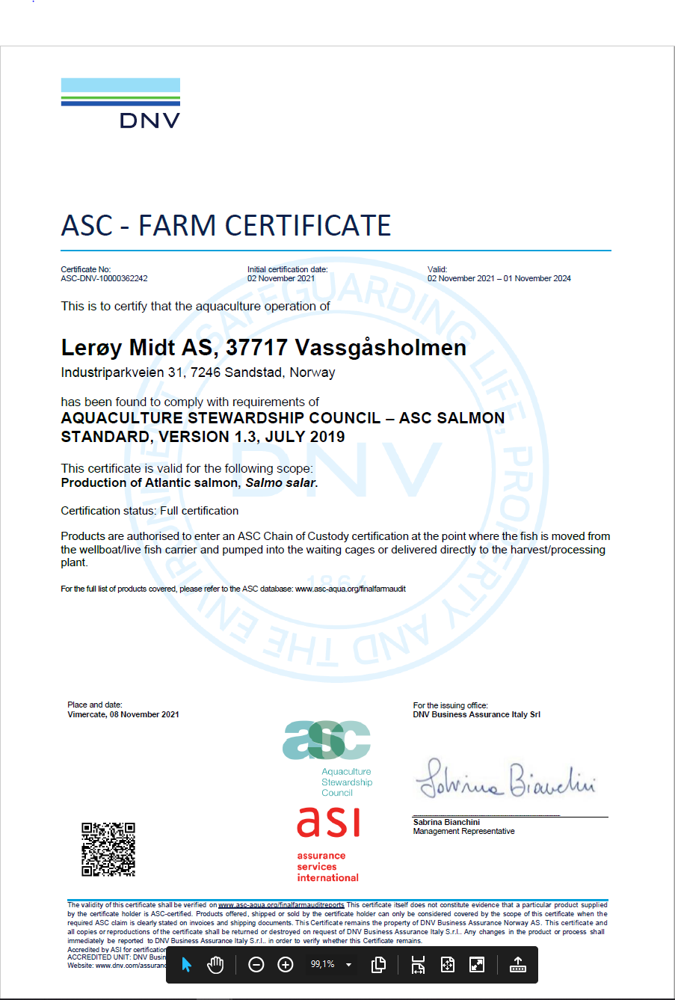 DNV
ASC - FARM CERTIFICATE
Certificate No:
ASC-DNV-10000362242
Initial certification date:
02 November 2021
Valid:
02 November 2021 – 01 November 2024
This is to certify that the aquaculture operation of
Lerøy Midt AS, 37717 Vassgåsholmen
Industriparkveien 31, 7246 Sandstad, Norway
has been found to comply with requirements of
AQUACULTURE STEWARDSHIP COUNCIL – ASC SALMON
STANDARD, VERSION 1.3, JULY 2019
This certificate is valid for the following scope:
Production of Atlantic salmon, Salmo salar.
Certification status: Full certification
Products are authorised to enter an ASC Chain of Custody certification at the point where the fish is moved from
the wellboat/live fish carrier and pumped into the waiting cages or delivered directly to the harvest/processing
plant.
For the full list of products covered, please refer to the ASC database: www.asc-aqua.org/finalfarmaudit
SAFEGUARDING LIFE, PROPERTY AND THE ENVIRONMENT –
DNV
1864
Place and date:
Vimercate, 08 November 2021
For the issuing office:
DNV Business Assurance Italy Srl
asc
Aquaculture
Stewardship
Council
asi
assurance
services
international
Sabrina Bianchini
Sabrina Bianchini
Management Representative
The validity of this certificate shall be verified on www.asc-aqua.org/finalfarmauditreports This certificate itself does not constitute evidence that a particular product supplied
by the certificate holder is ASC-certified. Products offered, shipped or sold by the certificate holder can only be considered covered by the scope of this certificate when the
required ASC claim is clearly stated on invoices and shipping documents. This Certificate remains the property of DNV Business Assurance Norway AS. This certificate and
all copies or reproductions of the certificate shall be returned or destroyed on request of DNV Business Assurance Italy S.r.l.. Any changes in the product or process shall
immediately be reported to DNV Business Assurance Italy S.r.l.. in order to verify whether this Certificate remains.
Accredited by ASI for certification
ACCREDITED UNIT: DNV Busin
Website: www.dnv.com/assuranc
99,1%